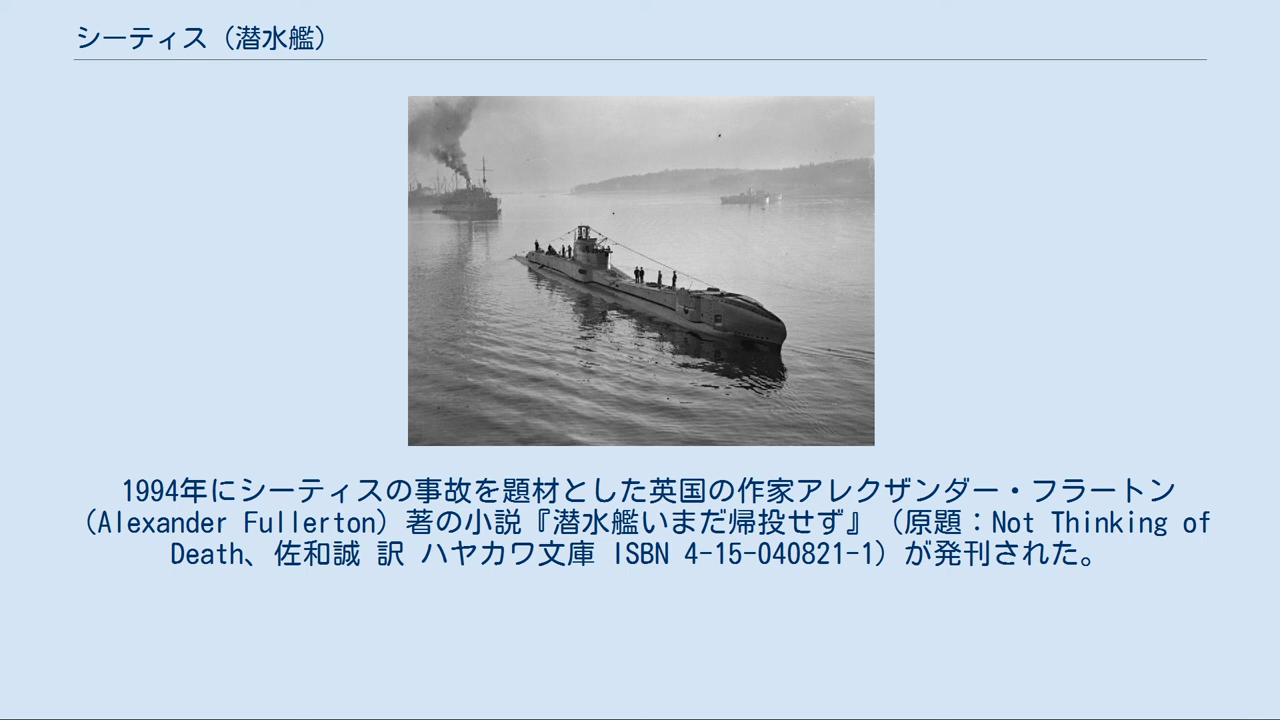 シーティス（潜水艦）
1994年にシーティスの事故を題材とした英国の作家アレクザンダー・フラートン
（Alexander Fullerton）著の小説『潜水艦いまだ帰投せず』（原題：Not Thinking of
Death、佐和誠 訳 ハヤカワ文庫 ISBN 4-15-040821-1）が発刊された。